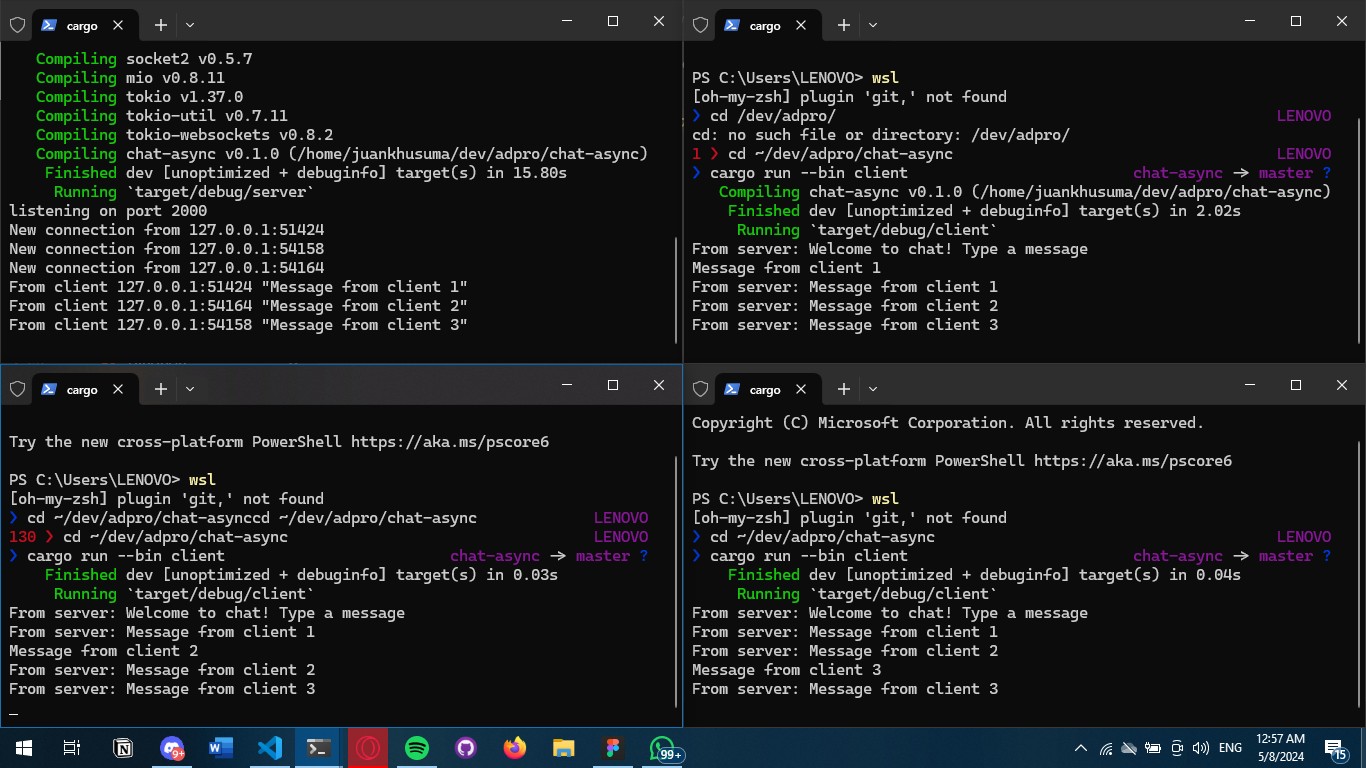 cargo
Compiling socket2 v0.5.7
Compiling mio v0.8.11
Compiling tokio v1.37.0
Compiling tokio-util v0.7.11
Compiling tokio-websockets v0.8.2
Compiling chat-async v0.1.0 (/home/juankhusuma/dev/adpro/chat-async)
Finished dev [unoptimized + debuginfo] target(s) in 15.80s
Running `target/debug/server`
listening on port 2000
New connection from 127.0.0.1:51424
New connection from 127.0.0.1:54158
New connection from 127.0.0.1:54164
From client 127.0.0.1:51424 "Message from client 1"
From client 127.0.0.1:54164 "Message from client 2"
From client 127.0.0.1:54158 "Message from client 3"
cargo
PS C:\Users\LENOVO> wsl
[oh-my-zsh] plugin 'git,' not found
❯ cd /dev/adpro/ LENOVO
cd: no such file or directory: /dev/adpro/
1 ❯ cd ~/dev/adpro/chat-async LENOVO
❯ cargo run --bin client chat-async → master ?
Compiling chat-async v0.1.0 (/home/juankhusuma/dev/adpro/chat-async)
Finished dev [unoptimized + debuginfo] target(s) in 2.02s
Running `target/debug/client`
From server: Welcome to chat! Type a message
Message from client 1
From server: Message from client 1
From server: Message from client 2
From server: Message from client 3
cargo
Try the new cross-platform PowerShell https://aka.ms/pscore6
PS C:\Users\LENOVO> wsl
[oh-my-zsh] plugin 'git,' not found
❯ cd ~/dev/adpro/chat-asynccd ~/dev/adpro/chat-async LENOVO
130 ❯ cd ~/dev/adpro/chat-async LENOVO
❯ cargo run --bin client chat-async → master ?
Finished dev [unoptimized + debuginfo] target(s) in 0.03s
Running `target/debug/client`
From server: Welcome to chat! Type a message
From server: Message from client 1
Message from client 2
From server: Message from client 2
From server: Message from client 3
cargo
Copyright (C) Microsoft Corporation. All rights reserved.
Try the new cross-platform PowerShell https://aka.ms/pscore6
PS C:\Users\LENOVO> wsl
[oh-my-zsh] plugin 'git,' not found
❯ cd ~/dev/adpro/chat-async LENOVO
❯ cargo run --bin client chat-async → master ?
Finished dev [unoptimized + debuginfo] target(s) in 0.04s
Running `target/debug/client`
From server: Welcome to chat! Type a message
From server: Message from client 1
From server: Message from client 2
Message from client 3
From server: Message from client 3
9+
99+
ENG
12:57 AM
5/8/2024
15